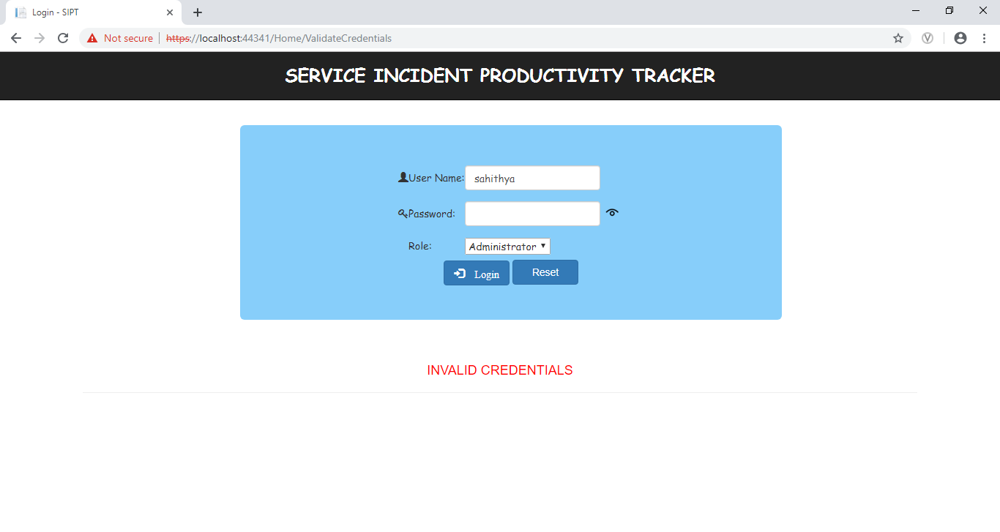 Login - SIPT
Not secure https://localhost:44341/Home/ValidateCredentials
SERVICE INCIDENT PRODUCTIVITY TRACKER
User Name: sahithya
Password:
Role: Administrator
Login Reset
INVALID CREDENTIALS